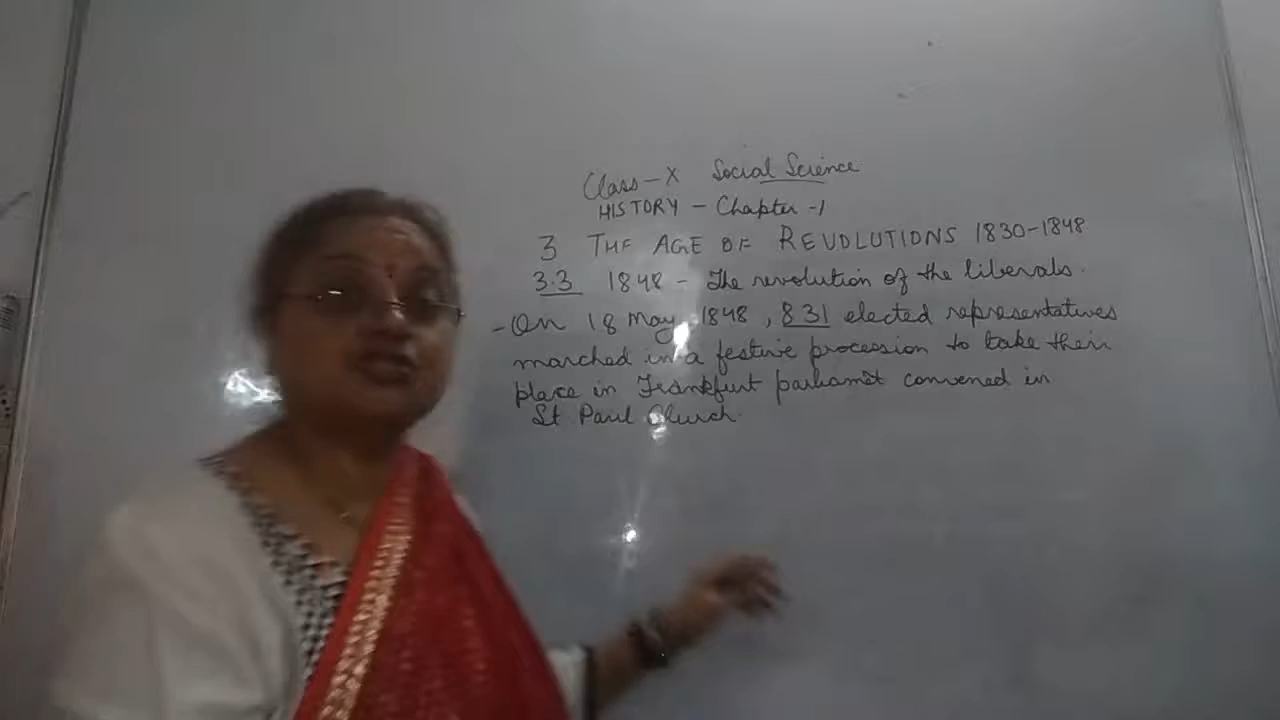 Class-X Social Science
HISTORY - Chapter -1
3 THE AGE OF REVOLUTIONS 1830-1848
3.3 1848 - The revolution of the liberals.
- On 18 May 1848, 831 elected representatives
marched in a festive procession to take their
place in Frankfurt parliament convened in
St Paul Church.